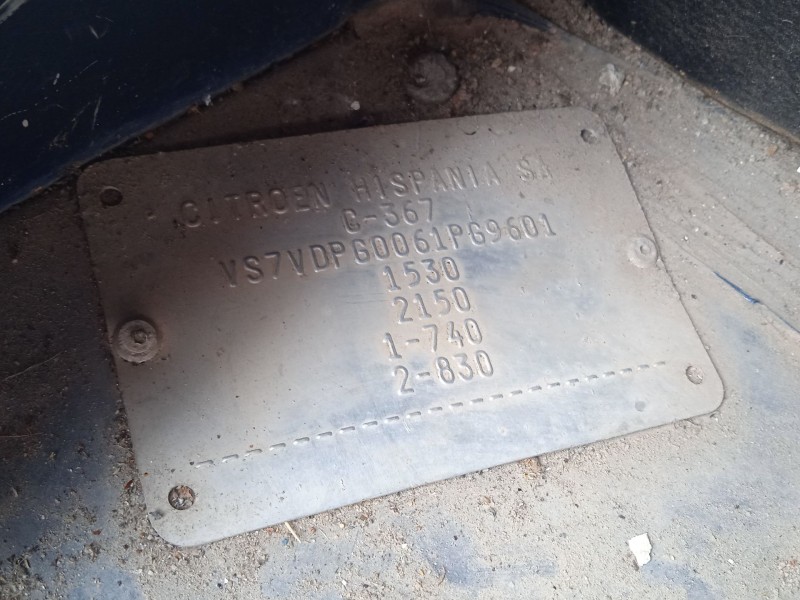 CITROEN HISPANIA SA
C-367
VS7VDPG0061PG9601
1530
2150
1-740
2-830